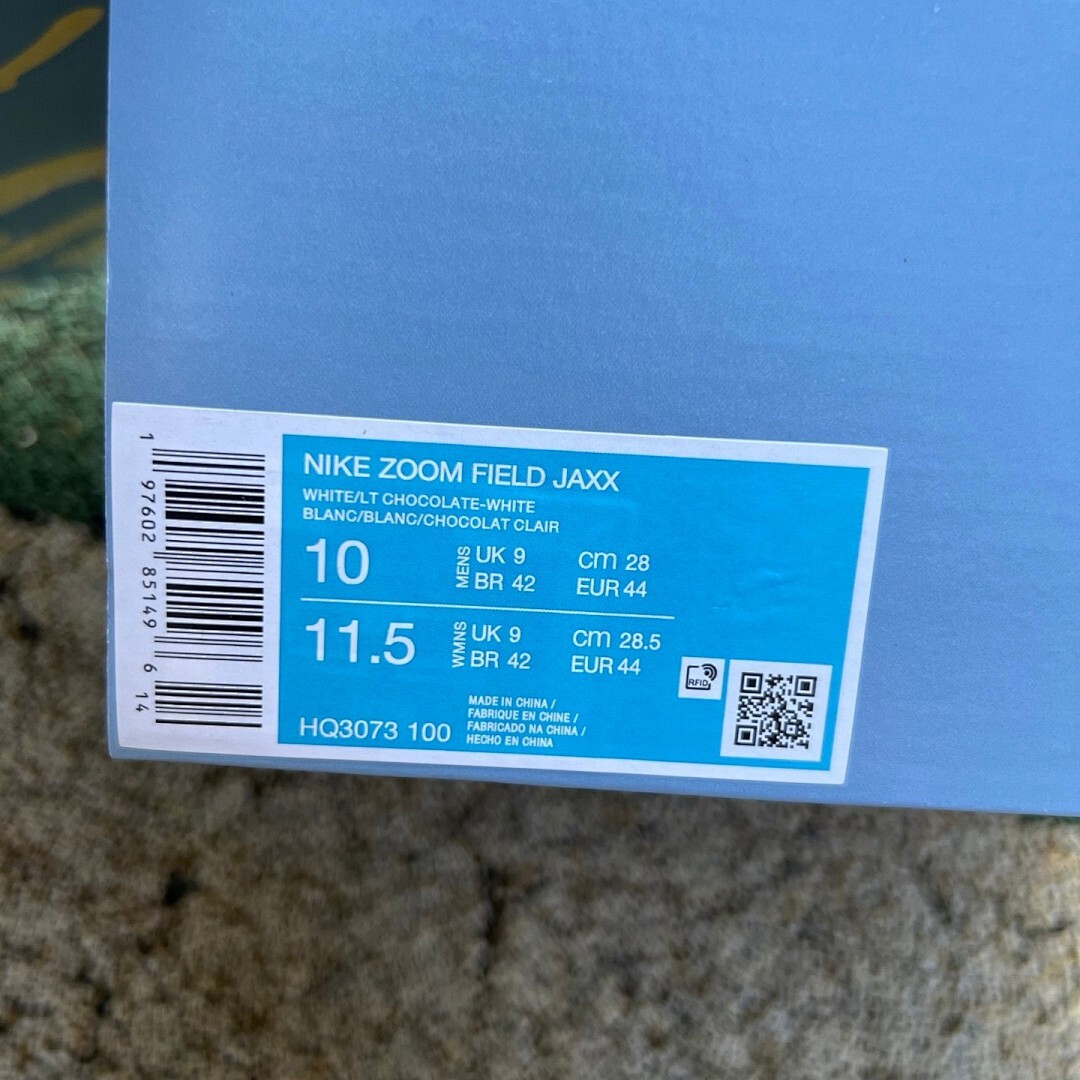 NIKE ZOOM FIELD JAXX
WHITE/LT CHOCOLATE-WHITE
BLANC/BLANC/CHOCOLAT CLAIR
10 MENS UK 9 cm 28
BR 42 EUR 44
11.5 WMNS UK 9 cm 28.5
BR 42 EUR 44
RFID
MADE IN CHINA /
FABRIQUE EN CHINE /
FABRICADO NA CHINA /
HECHO EN CHINA
HQ3073 100
1 97602 85149 6 14